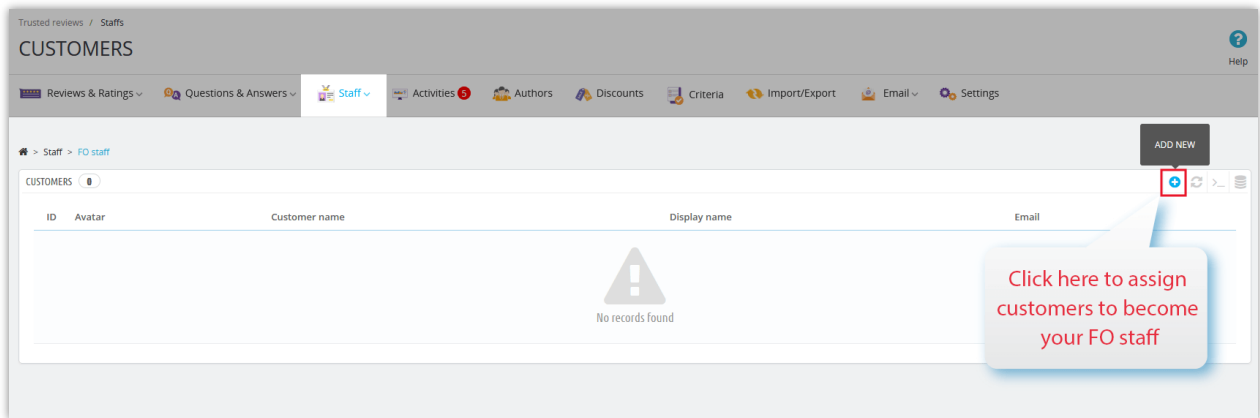 Trusted reviews / Staffs
CUSTOMERS
Help
Reviews & Ratings Questions & Answers Staff Activities 5 Authors Discounts Criteria Import/Export Email Settings
ADD NEW
> Staff > FO staff
CUSTOMERS 0
ID Avatar Customer name Display name Email
No records found
Click here to assign
customers to become
your FO staff